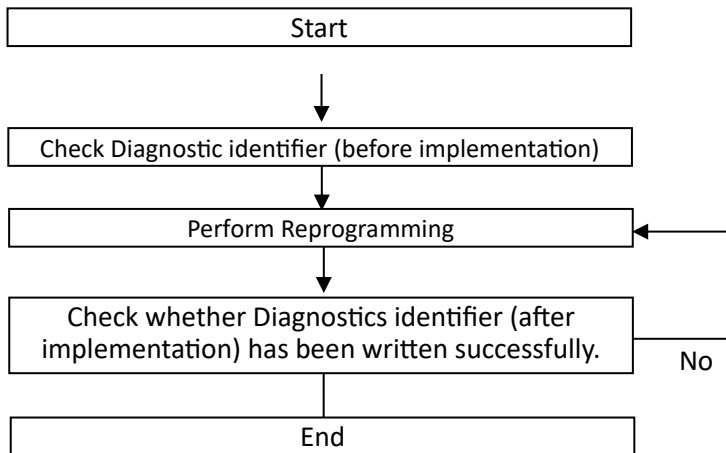 Start
Check Diagnostic identifier (before implementation)
Perform Reprogramming
Check whether Diagnostics identifier (after
implementation) has been written successfully.
No
End